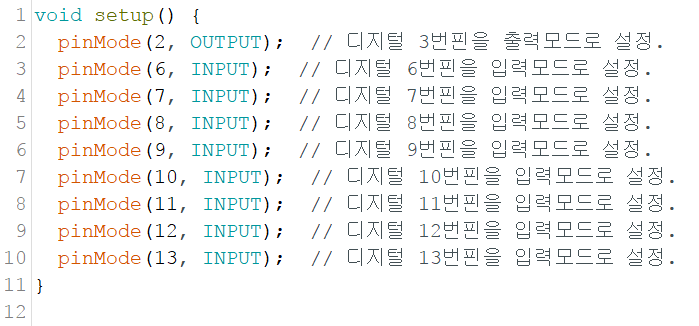 1 void setup() {
2 pinMode(2, OUTPUT);  // 디지털 3번핀을 출력모드로 설정.
3 pinMode(6, INPUT);  // 디지털 6번핀을 입력모드로 설정.
4 pinMode(7, INPUT);  // 디지털 7번핀을 입력모드로 설정.
5 pinMode(8, INPUT);  // 디지털 8번핀을 입력모드로 설정.
6 pinMode(9, INPUT);  // 디지털 9번핀을 입력모드로 설정.
7 pinMode(10, INPUT);  // 디지털 10번핀을 입력모드로 설정.
8 pinMode(11, INPUT);  // 디지털 11번핀을 입력모드로 설정.
9 pinMode(12, INPUT);  // 디지털 12번핀을 입력모드로 설정.
10 pinMode(13, INPUT);  // 디지털 13번핀을 입력모드로 설정.
11 }
12